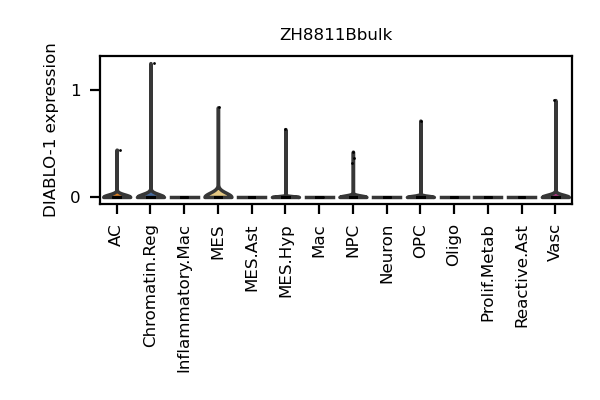 ZH8811Bbulk
DIABLO-1 expression
1
0
AC
Chromatin.Reg
Inflammatory.Mac
MES
MES.Ast
MES.Hyp
Mac
NPC
Neuron
OPC
Oligo
Prolif.Metab
Reactive.Ast
Vasc